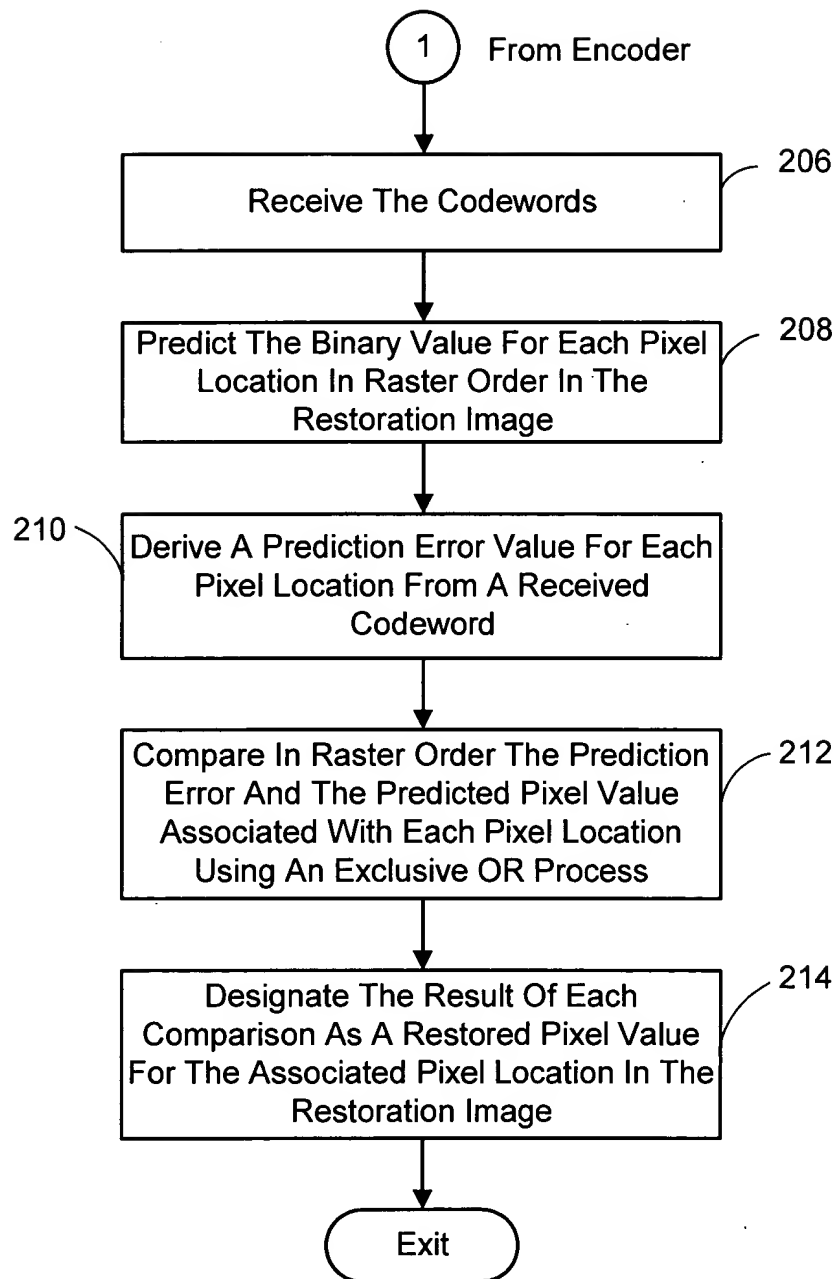 1 From Encoder
206
Receive The Codewords
208
Predict The Binary Value For Each Pixel
Location In Raster Order In The
Restoration Image
210
Derive A Prediction Error Value For Each
Pixel Location From A Received
Codeword
212
Compare In Raster Order The Prediction
Error And The Predicted Pixel Value
Associated With Each Pixel Location
Using An Exclusive OR Process
214
Designate The Result Of Each
Comparison As A Restored Pixel Value
For The Associated Pixel Location In The
Restoration Image
Exit